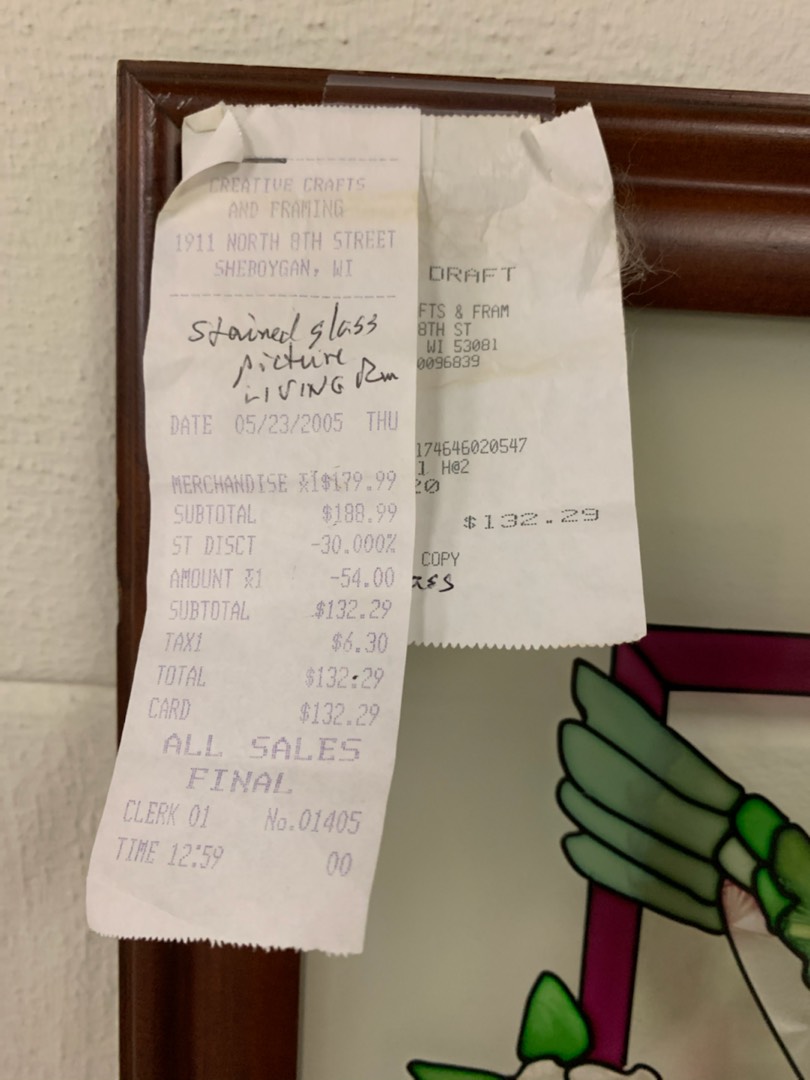 CREATIVE CRAFTS
AND FRAMING
1911 NORTH 8TH STREET
SHEBOYGAN, WI
stained glass
picture
LIVING Rm
DATE 05/23/2005 THU
MERCHANDISE $179.99
SUBTOTAL $188.99
ST DISCT -30.000%
AMOUNT -54.00
SUBTOTAL $132.29
TAX1 $6.30
TOTAL $132.29
CARD $132.29
ALL SALES
FINAL
CLERK 01 No.01405
TIME 12:59 00
DRAFT
FTS & FRAM
8TH ST
WI 53081
0096839
174646020547
1 H@2
20
$132.29
COPY